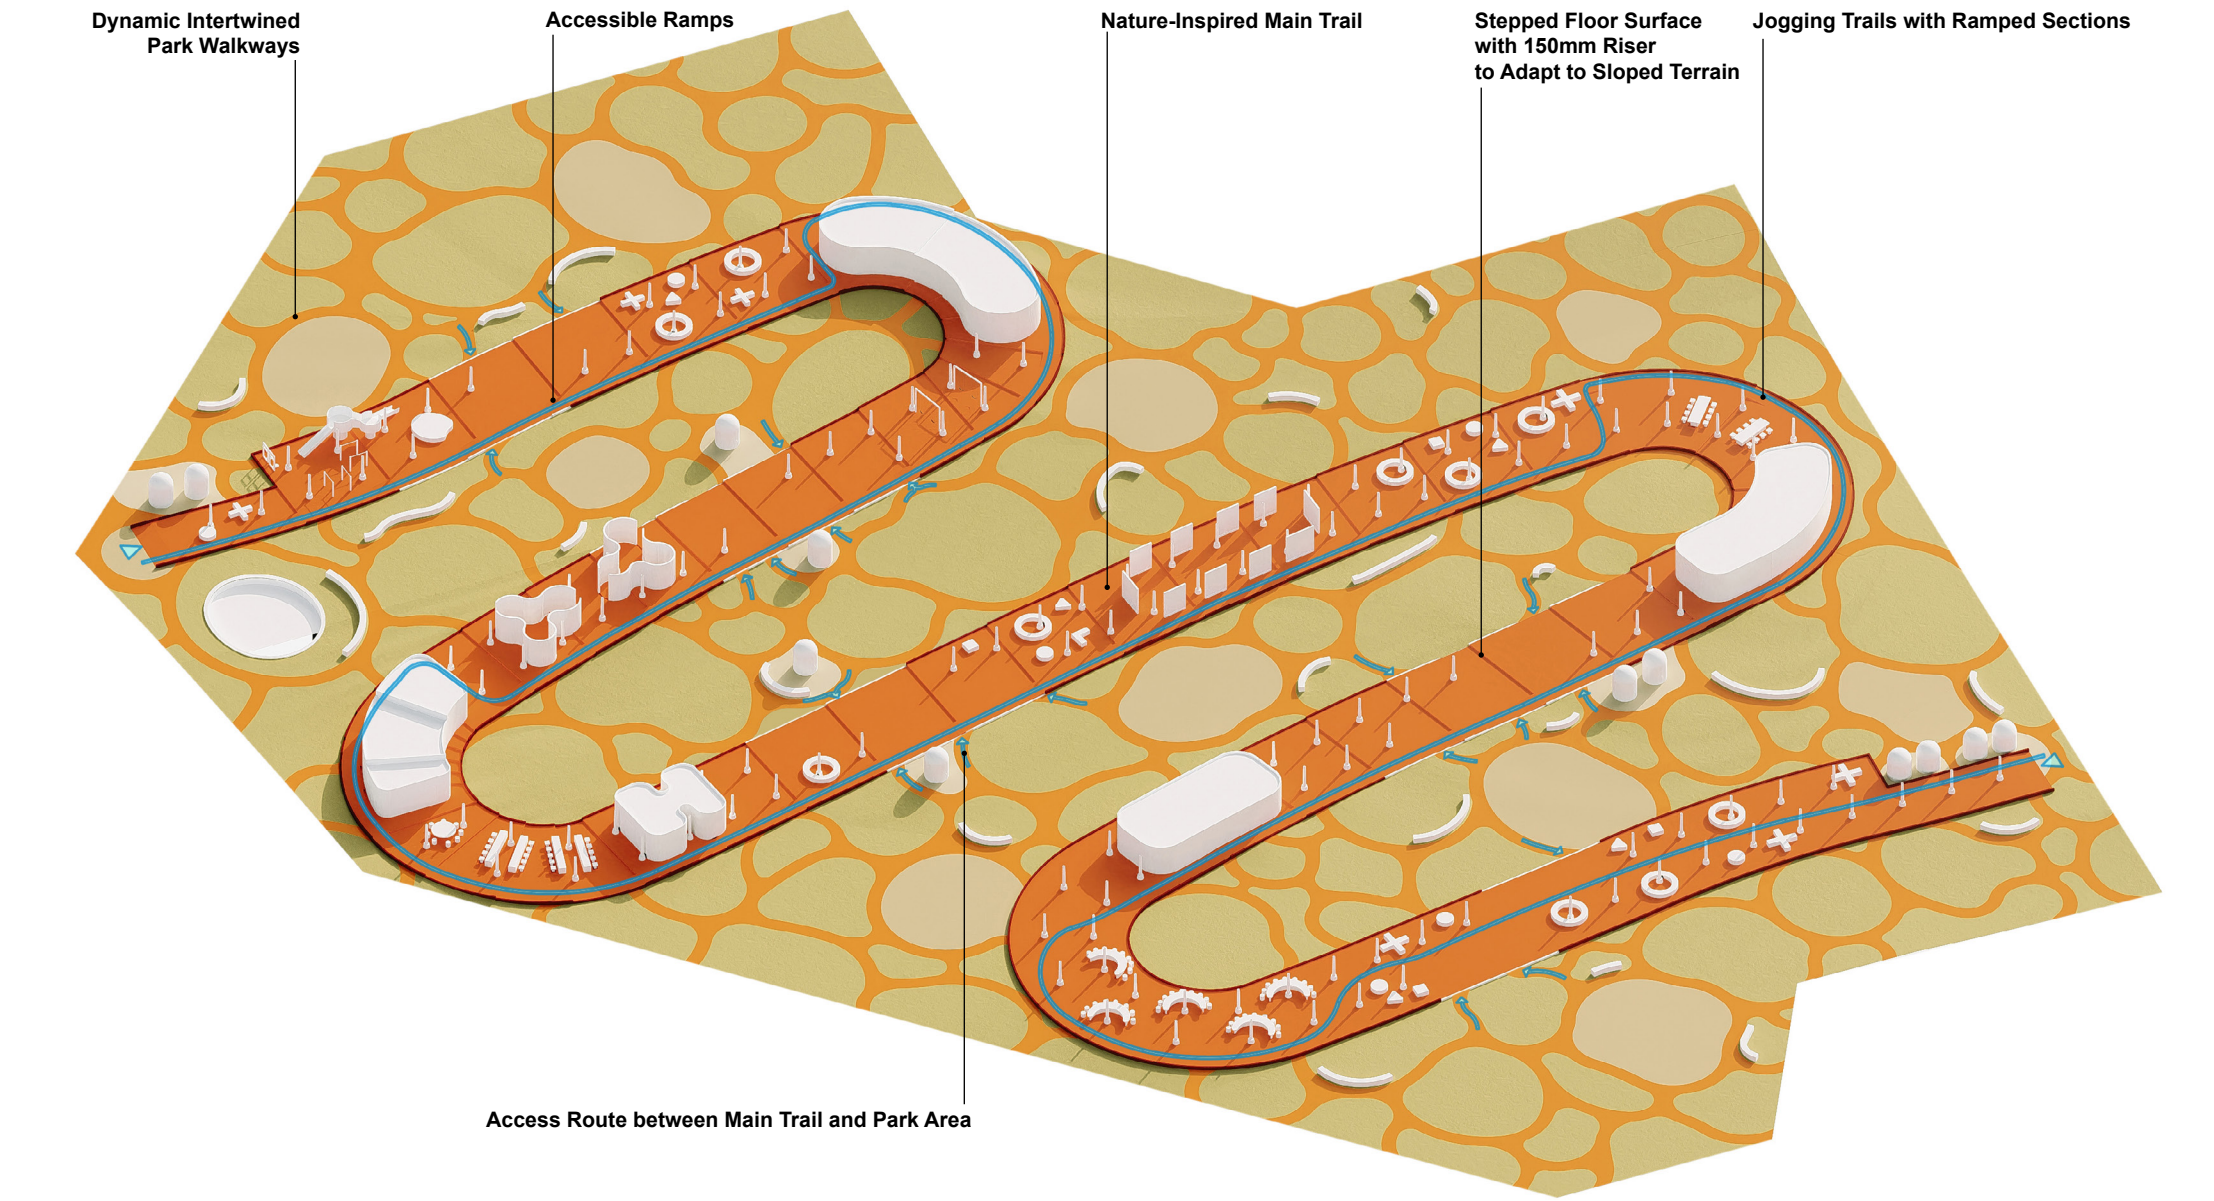 Dynamic Intertwined
Park Walkways
Accessible Ramps
Nature-Inspired Main Trail
Stepped Floor Surface
with 150mm Riser
to Adapt to Sloped Terrain
Jogging Trails with Ramped Sections
Access Route between Main Trail and Park Area